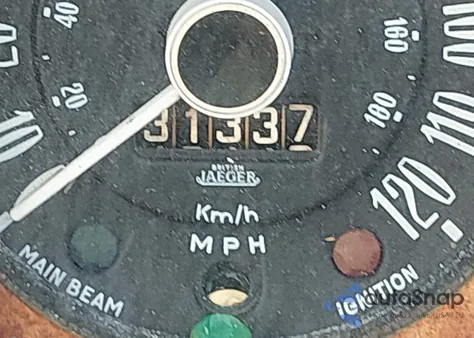 40
160
20
180
100
10
110
120
31337
BRITISH
JAEGER
Km/h
MPH
MAIN BEAM
IGNITION
autoSnap